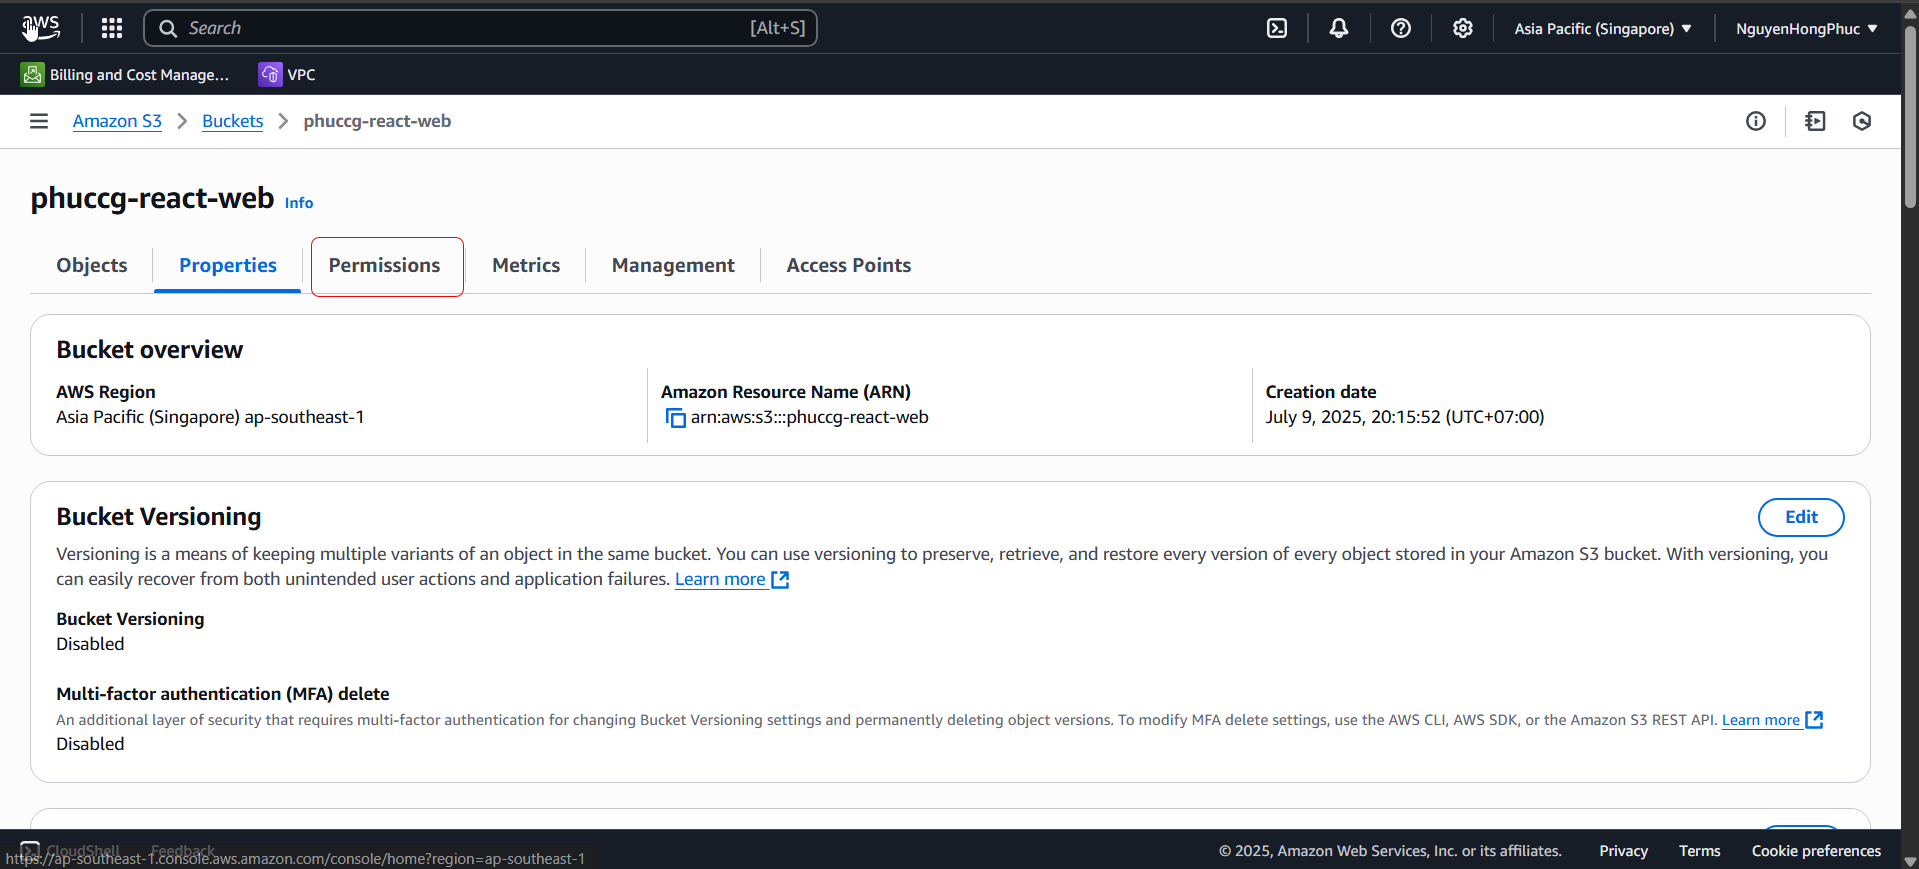 aws
Search [Alt+S]
Asia Pacific (Singapore)
NguyenHongPhuc
Billing and Cost Manage...
VPC
Amazon S3 > Buckets > phuccg-react-web
phuccg-react-web Info
Objects
Properties
Permissions
Metrics
Management
Access Points
Bucket overview
AWS Region
Asia Pacific (Singapore) ap-southeast-1
Amazon Resource Name (ARN)
arn:aws:s3:::phuccg-react-web
Creation date
July 9, 2025, 20:15:52 (UTC+07:00)
Bucket Versioning
Edit
Versioning is a means of keeping multiple variants of an object in the same bucket. You can use versioning to preserve, retrieve, and restore every version of every object stored in your Amazon S3 bucket. With versioning, you
can easily recover from both unintended user actions and application failures. Learn more
Bucket Versioning
Disabled
Multi-factor authentication (MFA) delete
An additional layer of security that requires multi-factor authentication for changing Bucket Versioning settings and permanently deleting object versions. To modify MFA delete settings, use the AWS CLI, AWS SDK, or the Amazon S3 REST API. Learn more
Disabled
CloudShell
Feedback
https://ap-southeast-1.console.aws.amazon.com/console/home?region=ap-southeast-1
© 2025, Amazon Web Services, Inc. or its affiliates.
Privacy
Terms
Cookie preferences